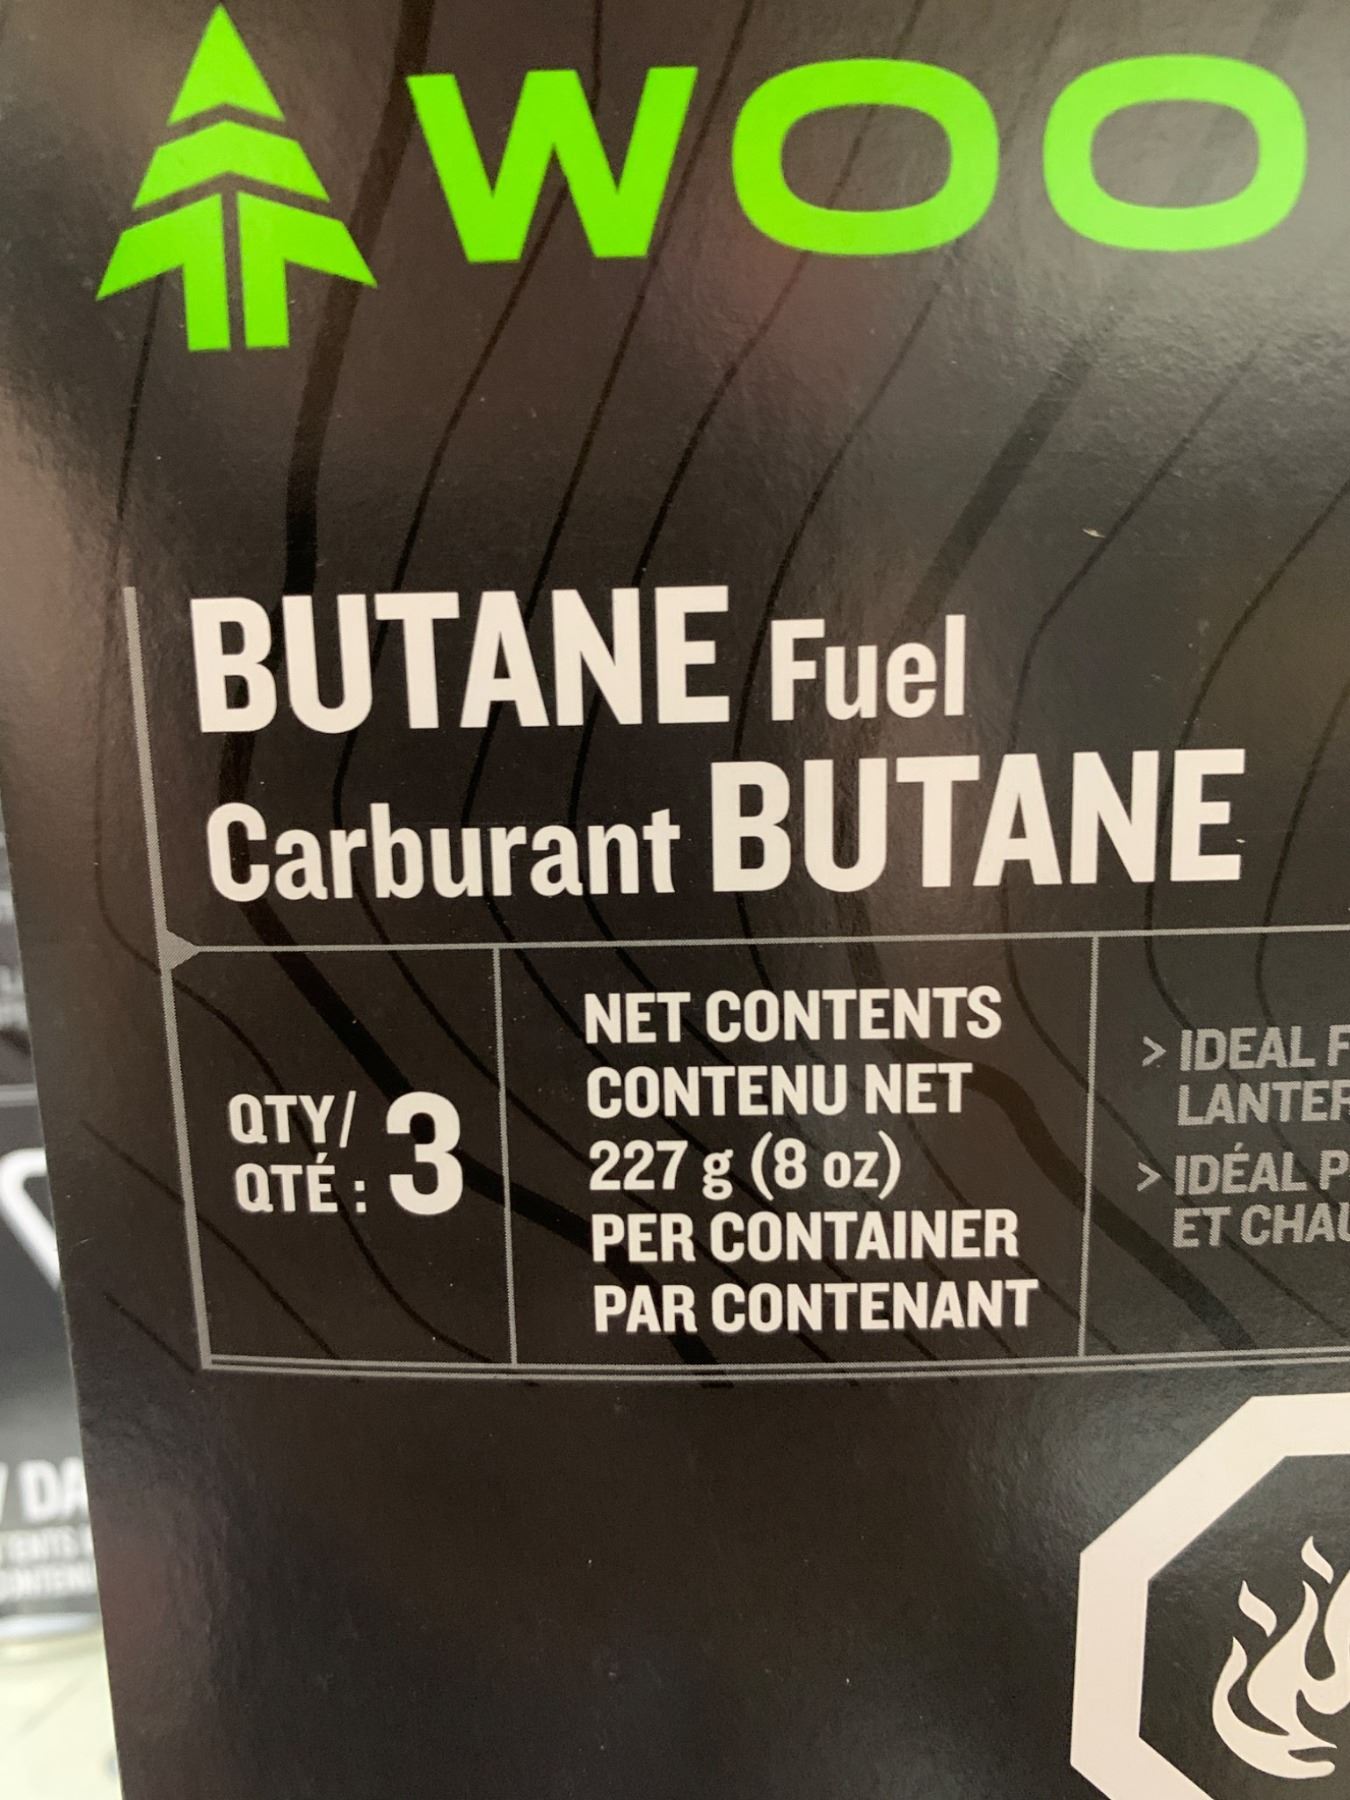 WOO
BUTANE Fuel
Carburant BUTANE
QTY/
QTÉ : 3
NET CONTENTS
CONTENU NET
227 g (8 oz)
PER CONTAINER
PAR CONTENANT
> IDEAL F
LANTER
> IDÉAL P
ET CHAU
/ DA